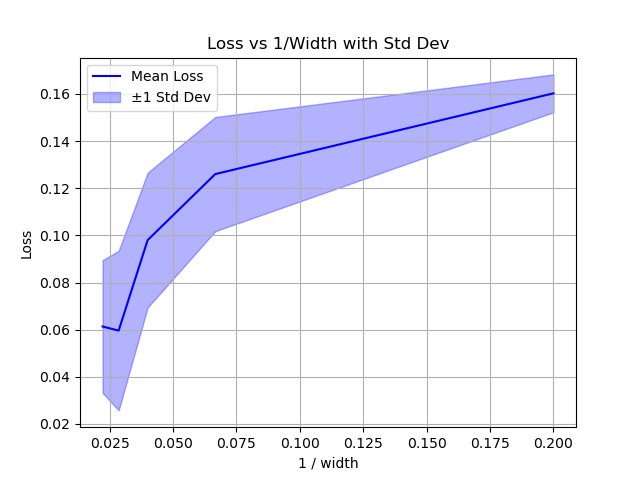 Loss vs 1/Width with Std Dev
Mean Loss
±1 Std Dev
0.16
0.14
0.12
0.10
0.08
0.06
0.04
0.02
Loss
0.025 0.050 0.075 0.100 0.125 0.150 0.175 0.200
1 / width